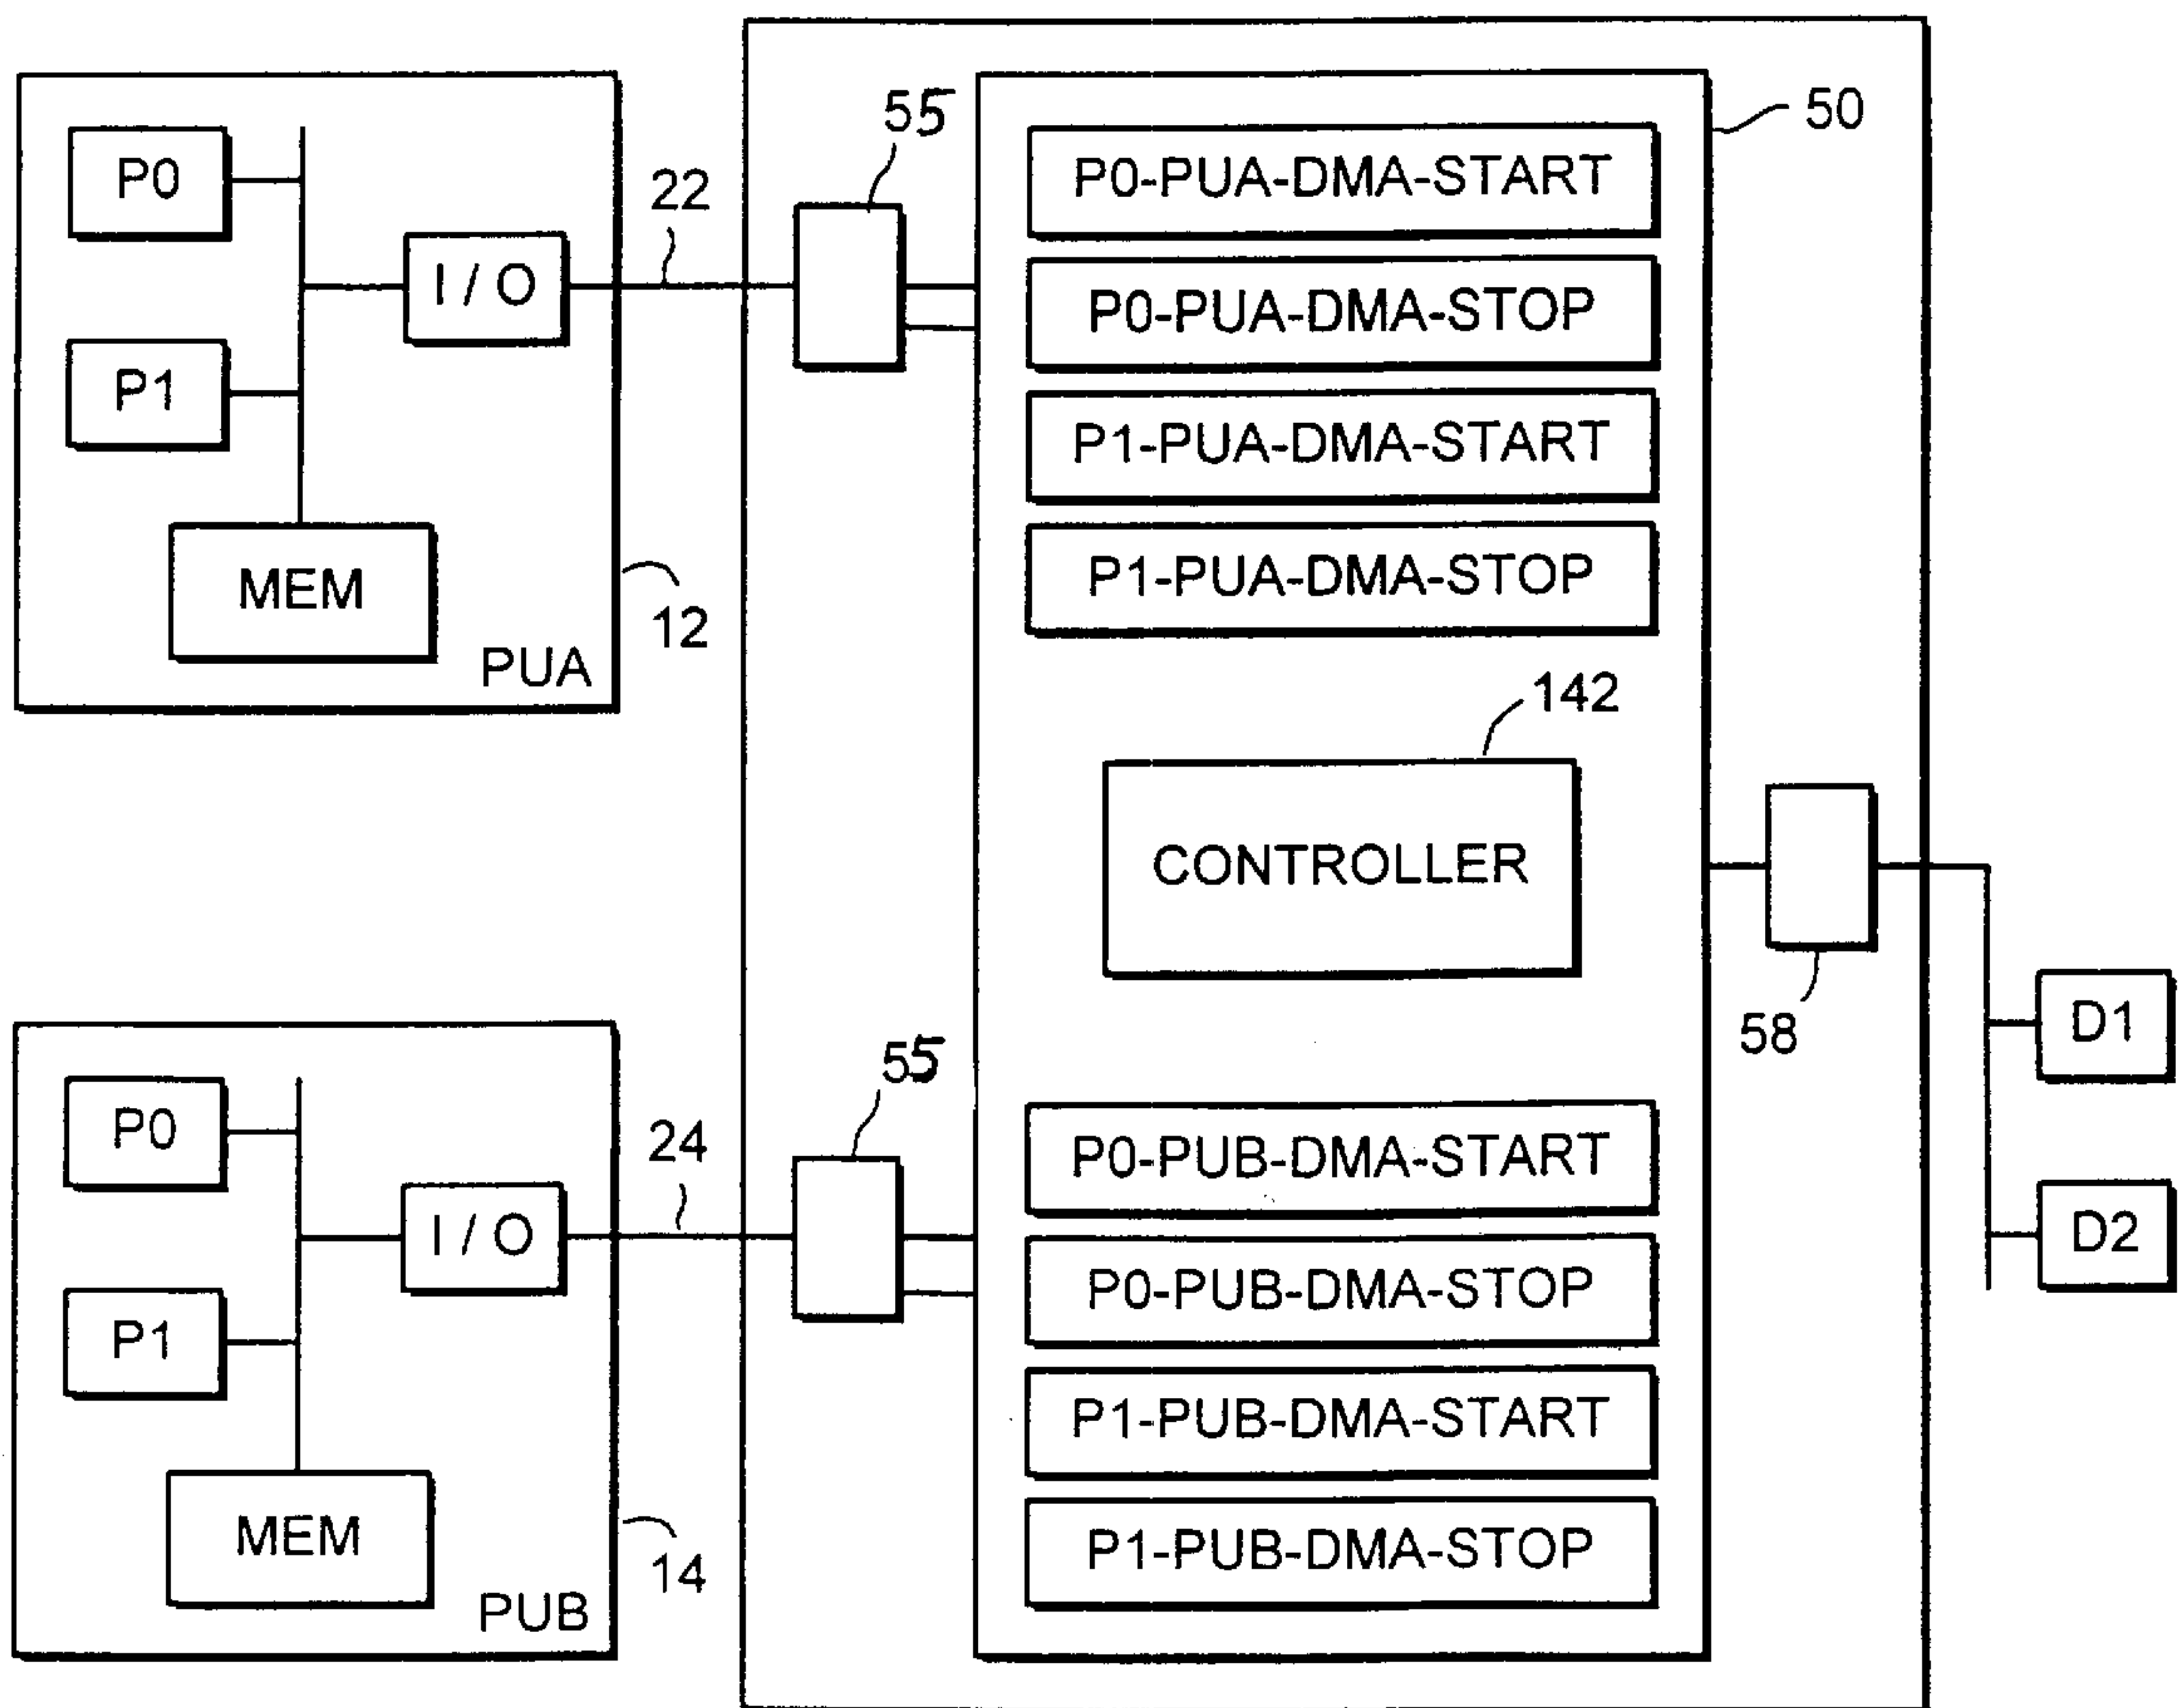 P0
P1
I / O
MEM
PUA
12
22
55
50
P0-PUA-DMA-START
P0-PUA-DMA-STOP
P1-PUA-DMA-START
P1-PUA-DMA-STOP
142
CONTROLLER
58
D1
D2
P0
P1
I / O
MEM
PUB
14
24
55
P0-PUB-DMA-START
P0-PUB-DMA-STOP
P1-PUB-DMA-START
P1-PUB-DMA-STOP